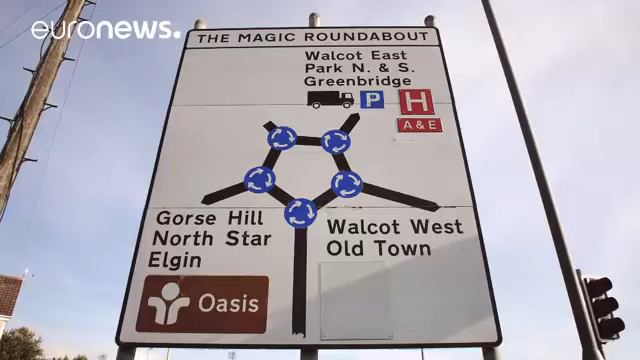 euronews.
THE MAGIC ROUNDABOUT
Walcot East
Park N. & S.
Greenbridge
P
H
A & E
Gorse Hill
North Star
Elgin
Walcot West
Old Town
Oasis